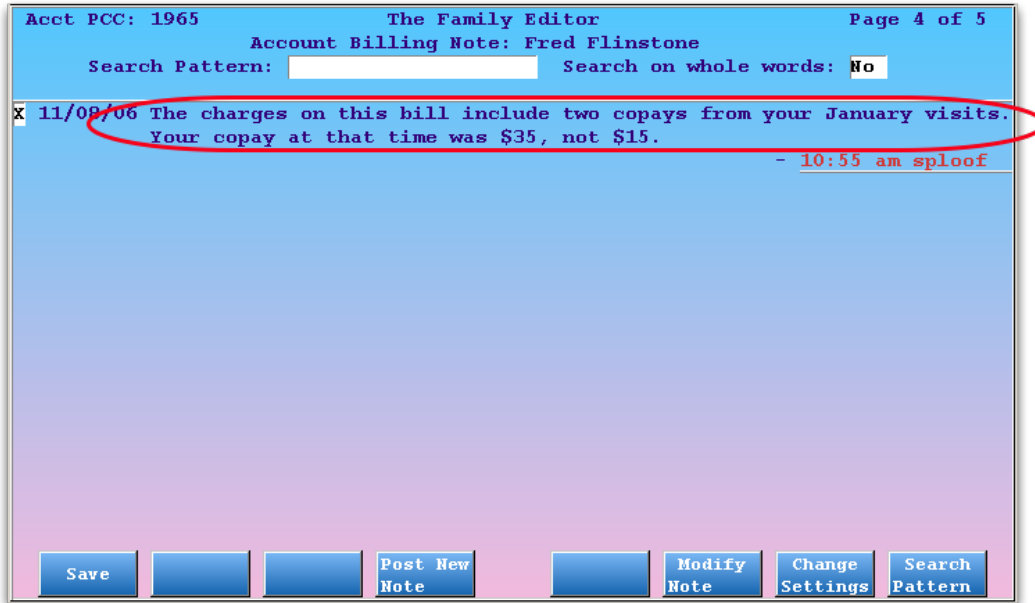 Acct PCC: 1965 The Family Editor Page 4 of 5
Account Billing Note: Fred Flinstone
Search Pattern: Search on whole words: No
x 11/08/06 The charges on this bill include two copays from your January visits.
Your copay at that time was $35, not $15.
- 10:55 am sploof
Save Post New Note Modify Note Change Settings Search Pattern